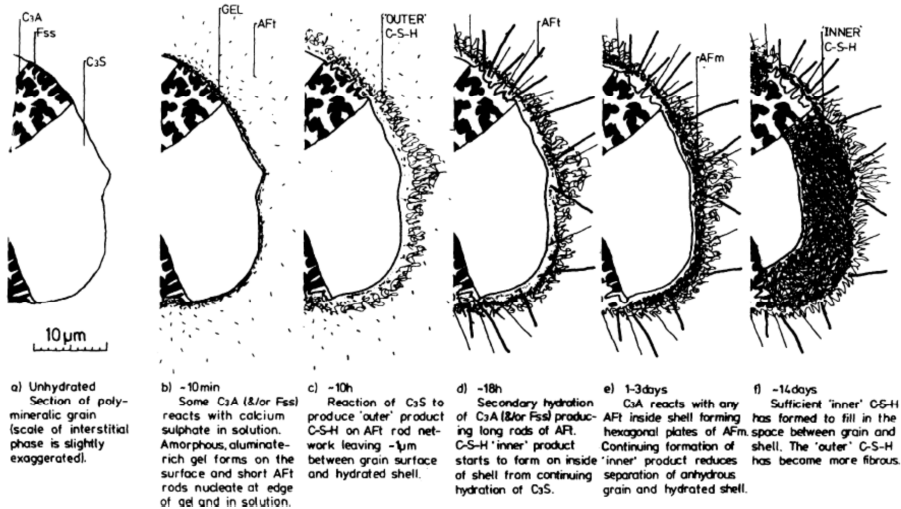 C₃A
Fss
C₃S
GEL
AFt
'OUTER'
C-S-H
AFt
AFm
'INNER'
C-S-H
10 µm
a) Unhydrated
Section of poly-
mineralic grain
(scale of interstitial
phase is slightly
exaggerated).
b) ~10min
Some C₃A (&/or Fss)
reacts with calcium
sulphate in solution.
Amorphous, aluminate-
rich gel forms on the
surface and short AFt
rods nucleate at edge
of gel and in solution.
c) ~10h
Reaction of C₃S to
produce 'outer' product
C-S-H on AFt rod net-
work leaving ~1µm
between grain surface
and hydrated shell.
d) ~18h
Secondary hydration
of C₃A (&/or Fss) produc-
ing long rods of AFt.
C-S-H 'inner' product
starts to form on inside
of shell from continuing
hydration of C₃S.
e) 1-3days
C₃A reacts with any
AFt inside shell forming
hexagonal plates of AFm.
Continuing formation of
'inner' product reduces
separation of anhydrous
grain and hydrated shell.
f) ~14days
Sufficient 'inner' C-S-H
has formed to fill in the
space between grain and
shell. The 'outer' C-S-H
has become more fibrous.